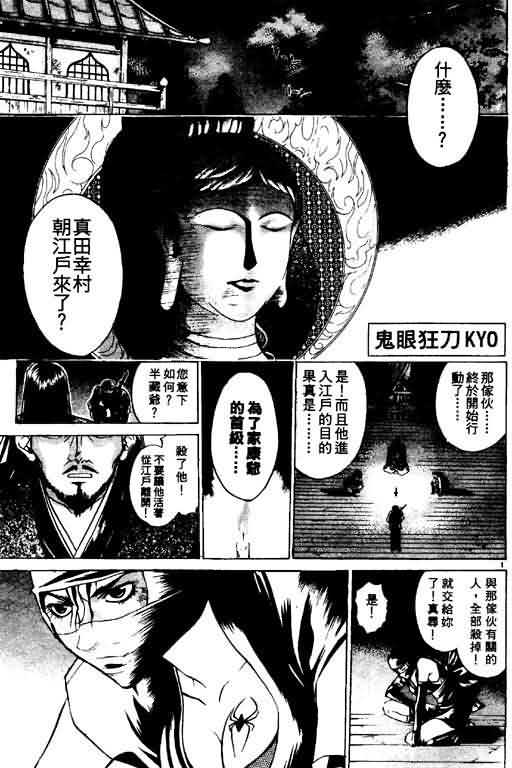 什麼⋯⋯？
真田幸村
朝江戶來了？
鬼眼狂刀 KYO
那傢伙⋯⋯
終於開始行
動了⋯⋯
是！而且他進
入江戶的目的
果真是⋯⋯
為了家康爺
的首級⋯⋯
您意下
如何？
半藏爺？
殺了他！
不要讓他活著
從江戶離開！
1
與那傢伙有關的
人，全部殺掉！
就交給妳
了！真尋！
是！